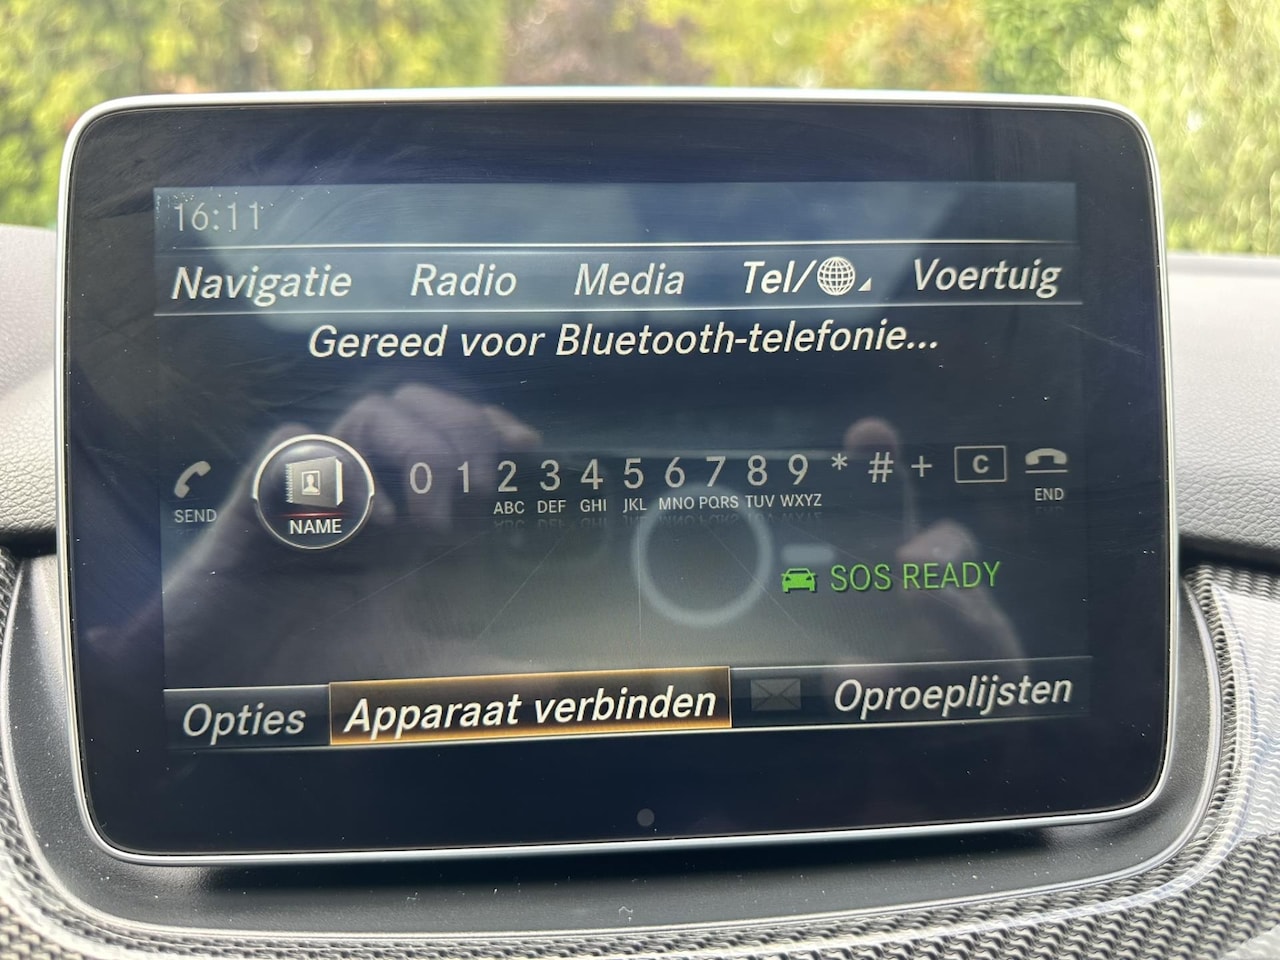 16:11
Navigatie Radio Media Tel/ Voertuig
Gereed voor Bluetooth-telefonie...
SEND NAME 0 1 2 3 4 5 6 7 8 9 * # + C END
ABC DEF GHI JKL MNO PQRS TUV WXYZ
SOS READY
Opties Apparaat verbinden Oproeplijsten